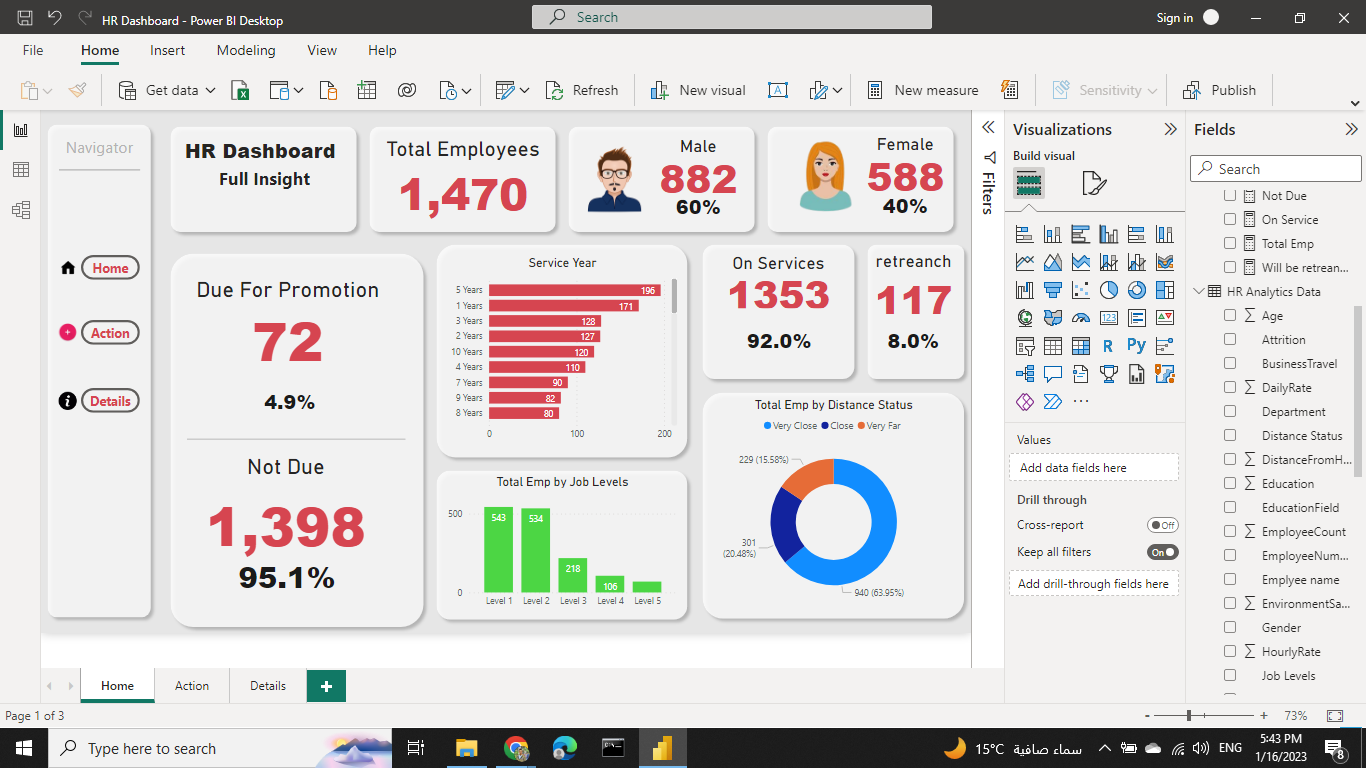 HR Dashboard - Power BI Desktop
Search
Sign in
File Home Insert Modeling View Help
Get data
Refresh
New visual
New measure
Sensitivity
Publish
Navigator
Home
Action
Details
HR Dashboard
Full Insight
Total Employees
1,470
Male
882
60%
Female
588
40%
Due For Promotion
72
4.9%
Not Due
1,398
95.1%
Service Year
5 Years 196
1 Years 171
3 Years 128
2 Years 127
10 Years 120
4 Years 110
7 Years 90
9 Years 82
8 Years 80
0 100 200
On Services
1353
92.0%
retreanch
117
8.0%
Total Emp by Job Levels
500
0
543 534 218 106
Level 1 Level 2 Level 3 Level 4 Level 5
Total Emp by Distance Status
Very Close Close Very Far
229 (15.58%)
301
(20.48%)
940 (63.95%)
Filters
Visualizations
Build visual
123
R
Py
...
Values
Add data fields here
Drill through
Cross-report
Off
Keep all filters
On
Add drill-through fields here
Fields
Search
Not Due
On Service
Total Emp
Will be retrean...
HR Analytics Data
Age
Attrition
BusinessTravel
DailyRate
Department
Distance Status
DistanceFromH...
Education
EducationField
EmployeeCount
EmployeeNum...
Emplyee name
EnvironmentSa...
Gender
HourlyRate
Job Levels
Home Action Details
Page 1 of 3
- + 73%
Type here to search
15°C سماء صافية
ENG
5:43 PM
1/16/2023
8